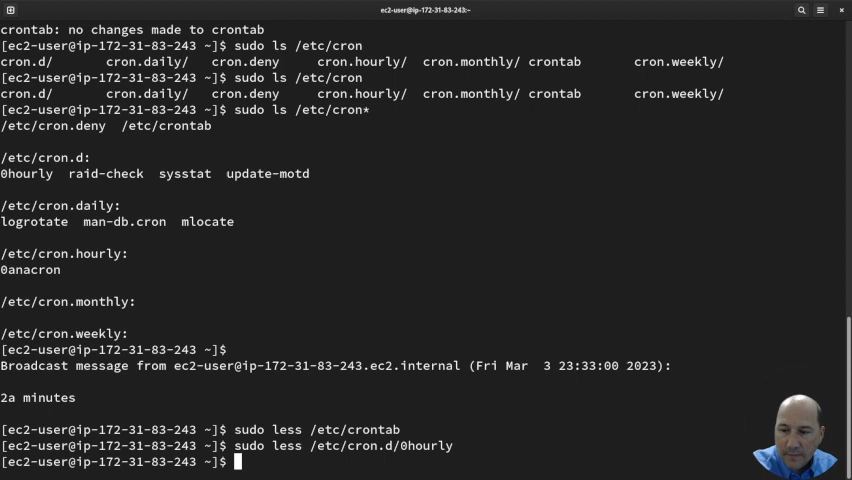 ec2-user@ip-172-31-83-243:~
crontab: no changes made to crontab
[ec2-user@ip-172-31-83-243 ~]$ sudo ls /etc/cron
cron.d/       cron.daily/   cron.deny     cron.hourly/  cron.monthly/ crontab       cron.weekly/
[ec2-user@ip-172-31-83-243 ~]$ sudo ls /etc/cron
cron.d/       cron.daily/   cron.deny     cron.hourly/  cron.monthly/ crontab       cron.weekly/
[ec2-user@ip-172-31-83-243 ~]$ sudo ls /etc/cron*
/etc/cron.deny  /etc/crontab
/etc/cron.d:
0hourly  raid-check  sysstat  update-motd
/etc/cron.daily:
logrotate  man-db.cron  mlocate
/etc/cron.hourly:
0anacron
/etc/cron.monthly:
/etc/cron.weekly:
[ec2-user@ip-172-31-83-243 ~]$
Broadcast message from ec2-user@ip-172-31-83-243.ec2.internal (Fri Mar  3 23:33:00 2023):
2a minutes
[ec2-user@ip-172-31-83-243 ~]$ sudo less /etc/crontab
[ec2-user@ip-172-31-83-243 ~]$ sudo less /etc/cron.d/0hourly
[ec2-user@ip-172-31-83-243 ~]$